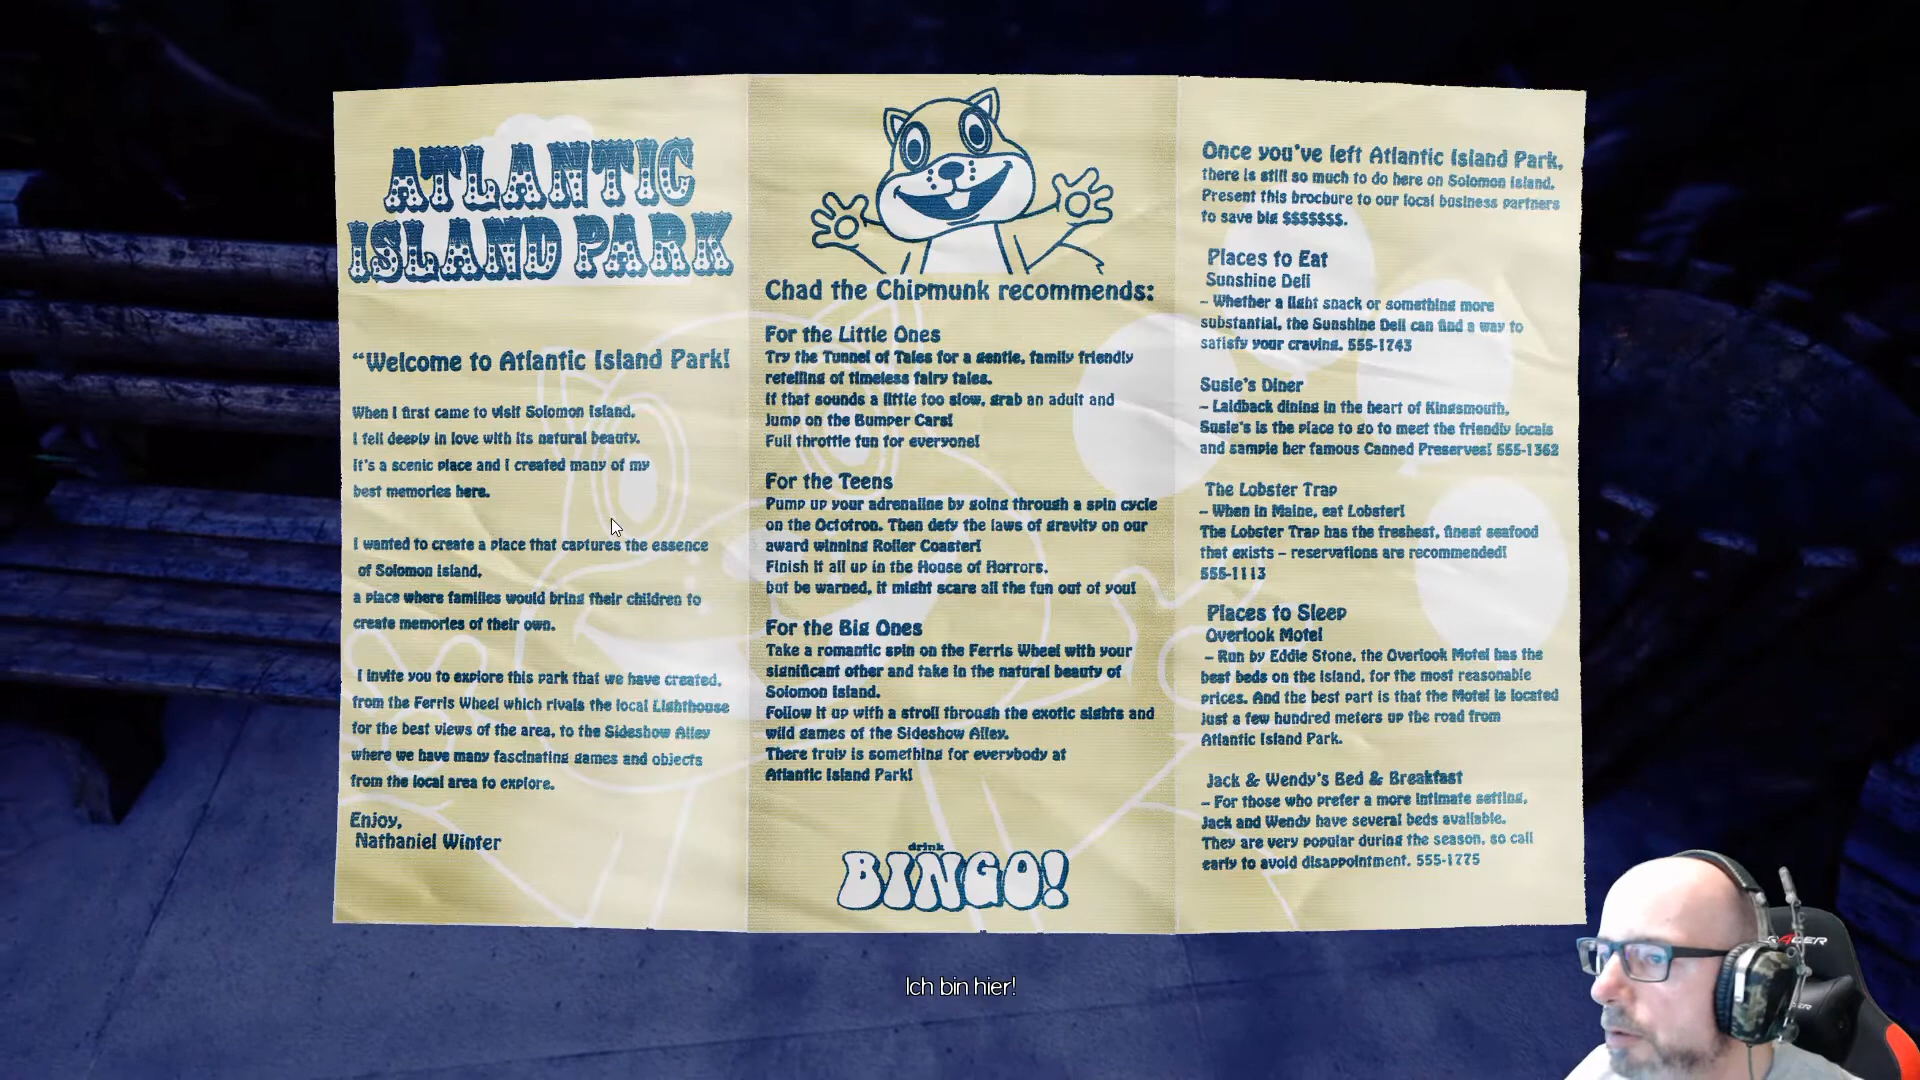 ATLANTIC
ISLAND PARK
"Welcome to Atlantic Island Park!
When I first came to visit Solomon Island,
I fell deeply in love with its natural beauty.
It's a scenic place and I created many of my
best memories here.
I wanted to create a place that captures the essence
of Solomon Island,
a place where families would bring their children to
create memories of their own.
I invite you to explore this park that we have created,
from the Ferris Wheel which rivals the local Lighthouse
for the best views of the area, to the Sideshow Alley
where we have many fascinating games and objects
from the local area to explore.
Enjoy,
Nathaniel Winter
Chad the Chipmunk recommends:
For the Little Ones
Try the Tunnel of Tales for a gentle, family friendly
retelling of timeless fairy tales.
If that sounds a little too slow, grab an adult and
Jump on the Bumper Cars!
Full throttle fun for everyone!
For the Teens
Pump up your adrenaline by going through a spin cycle
on the Octotron. Then defy the laws of gravity on our
award winning Roller Coaster!
Finish it all up in the House of Horrors,
but be warned, it might scare all the fun out of you!
For the Big Ones
Take a romantic spin on the Ferris Wheel with your
significant other and take in the natural beauty of
Solomon Island.
Follow it up with a stroll through the exotic sights and
wild games of the Sideshow Alley.
There truly is something for everybody at
Atlantic Island Park!
drink
BINGO!
Once you've left Atlantic Island Park,
there is still so much to do here on Solomon Island.
Present this brochure to our local business partners
to save big $$$$$$$.
Places to Eat
Sunshine Deli
- Whether a light snack or something more
substantial, the Sunshine Deli can find a way to
satisfy your craving. 555-1743
Susie's Diner
- Laidback dining in the heart of Kingsmouth,
Susie's is the place to go to meet the friendly locals
and sample her famous Canned Preserves! 555-1362
The Lobster Trap
- When in Maine, eat Lobster!
The Lobster Trap has the freshest, finest seafood
that exists - reservations are recommended!
555-1113
Places to Sleep
Overlook Motel
- Run by Eddie Stone, the Overlook Motel has the
best beds on the island, for the most reasonable
prices. And the best part is that the Motel is located
just a few hundred meters up the road from
Atlantic Island Park.
Jack & Wendy's Bed & Breakfast
- For those who prefer a more intimate setting,
Jack and Wendy have several beds available.
They are very popular during the season, so call
early to avoid disappointment. 555-1775
Ich bin hier!